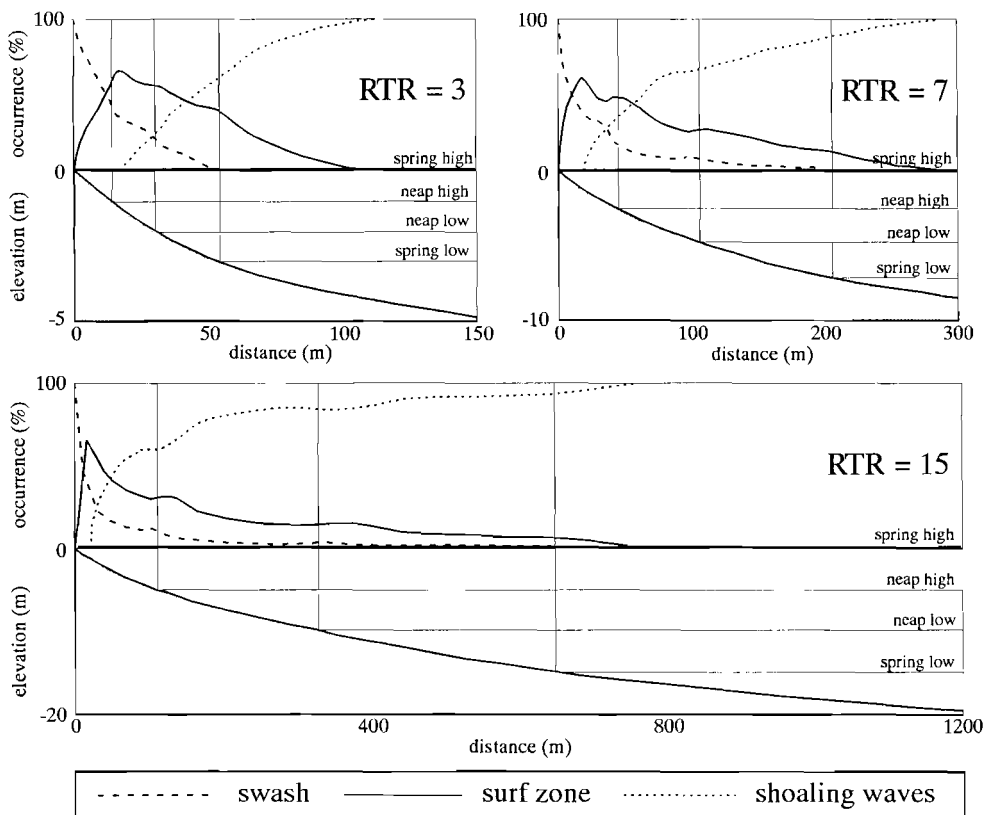 100
occurrence (%)
RTR = 3
spring high
0
neap high
neap low
spring low
elevation (m)
-5
0
50
100
150
distance (m)
100
occurrence (%)
RTR = 7
spring high
0
neap high
neap low
spring low
elevation (m)
-10
0
100
200
300
distance (m)
100
occurrence (%)
RTR = 15
spring high
0
neap high
neap low
spring low
elevation (m)
-20
0
400
800
1200
distance (m)
swash
surf zone
shoaling waves